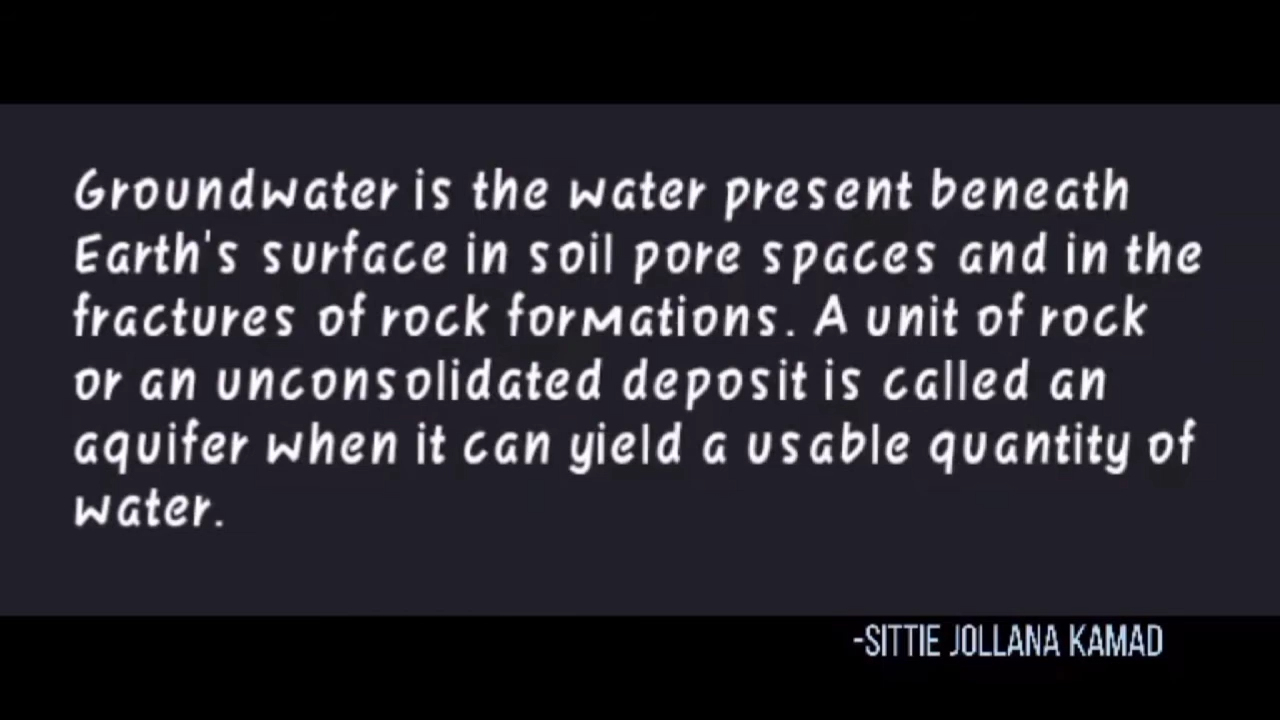 Groundwater is the water present beneath
Earth's surface in soil pore spaces and in the
fractures of rock formations. A unit of rock
or an unconsolidated deposit is called an
aquifer when it can yield a usable quantity of
water.
-SITTIE JOLLANA KAMAD